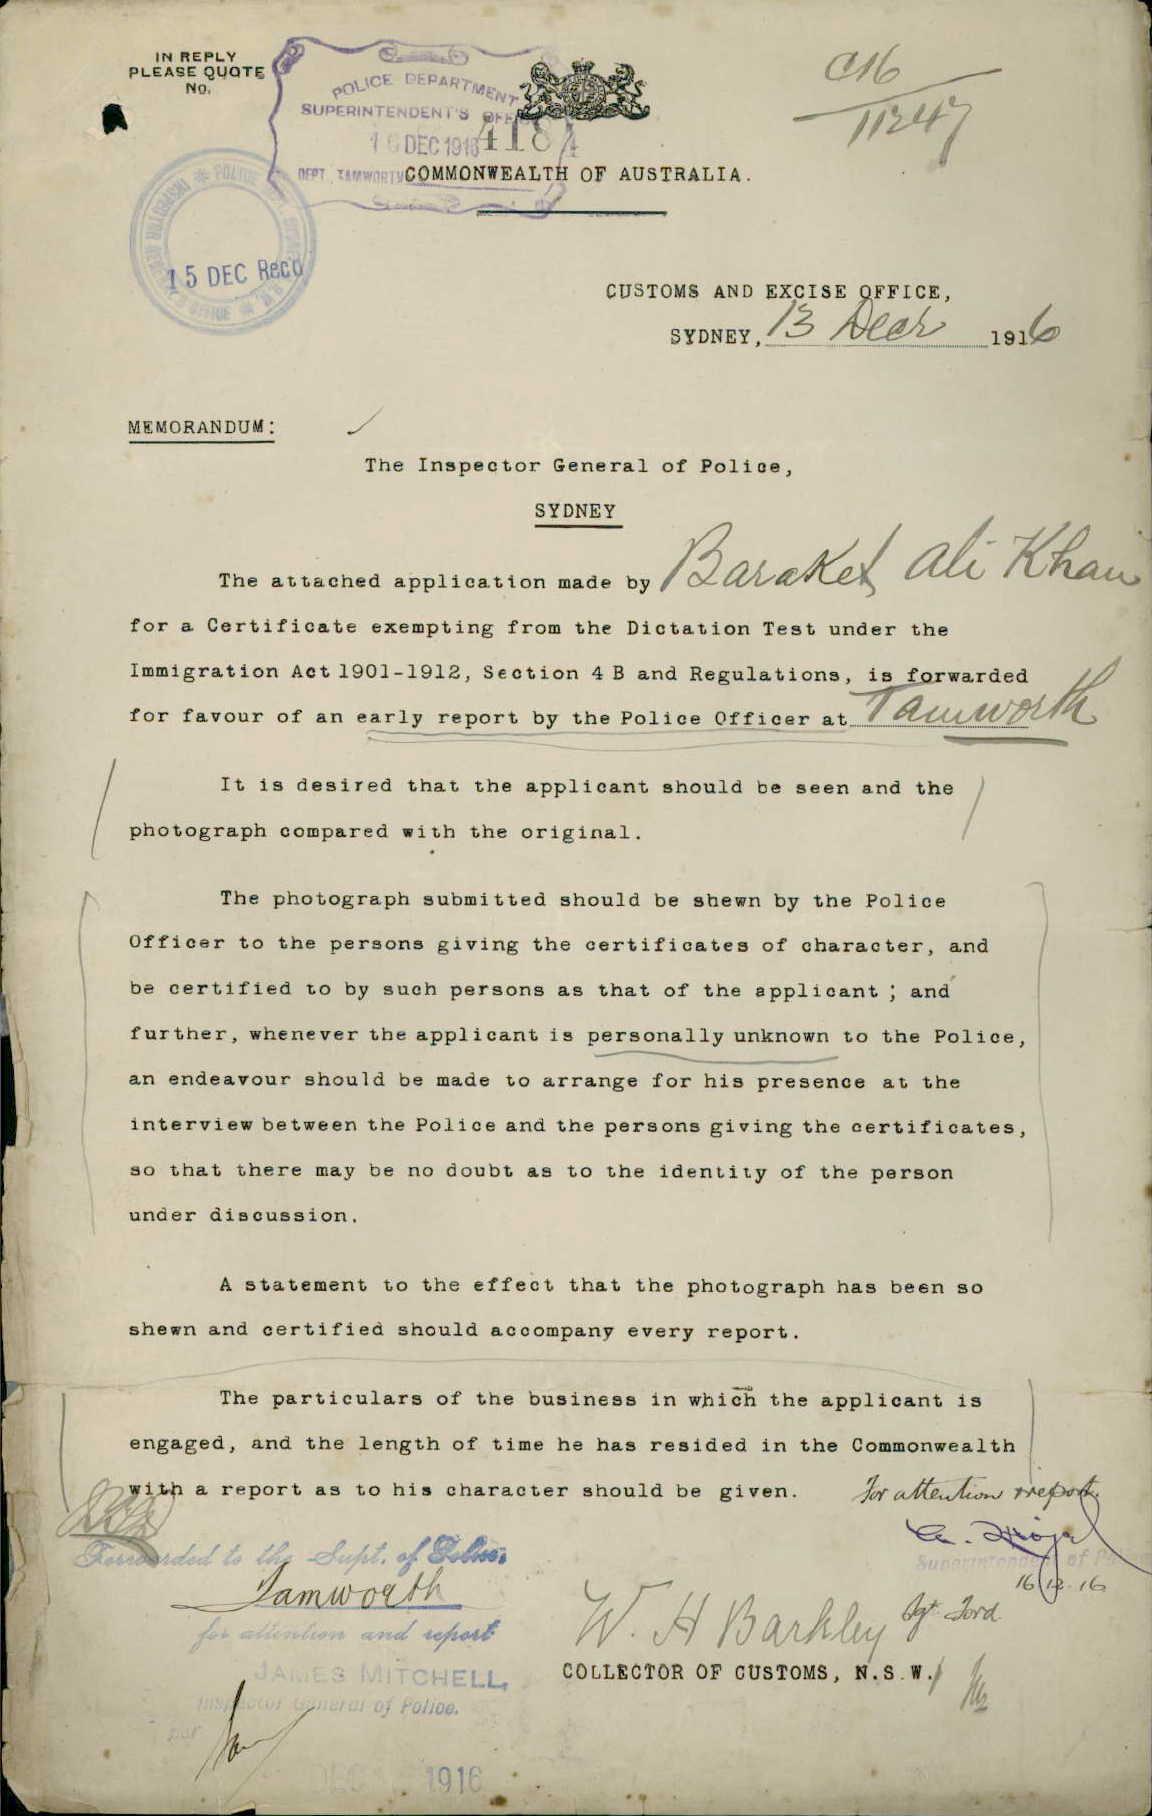 IN REPLY
PLEASE QUOTE
No.
POLICE DEPARTMENT
SUPERINTENDENT'S OFFICE
16 DEC 1916
4184
DEPT. TAMWORTH
C16
11247
COMMONWEALTH OF AUSTRALIA.
15 DEC Recd
CUSTOMS AND EXCISE OFFICE,
SYDNEY, 13 Decr 1916
MEMORANDUM:
The Inspector General of Police,
SYDNEY
The attached application made by Baraket Ali Khan
for a Certificate exempting from the Dictation Test under the
Immigration Act 1901-1912, Section 4 B and Regulations, is forwarded
for favour of an early report by the Police Officer at Tamworth
It is desired that the applicant should be seen and the
photograph compared with the original.
The photograph submitted should be shewn by the Police
Officer to the persons giving the certificates of character, and
be certified to by such persons as that of the applicant ; and
further, whenever the applicant is personally unknown to the Police,
an endeavour should be made to arrange for his presence at the
interview between the Police and the persons giving the certificates,
so that there may be no doubt as to the identity of the person
under discussion.
A statement to the effect that the photograph has been so
shewn and certified should accompany every report.
The particulars of the business in which the applicant is
engaged, and the length of time he has resided in the Commonwealth
with a report as to his character should be given.
For attention & report
Superintendent of Police
16/12.16
Sgt Ford
Forwarded to the Supt. of Police
Tamworth
for attention and report
JAMES MITCHELL,
Inspector General of Police.
per
W. H Barkley
COLLECTOR OF CUSTOMS, N.S.W.
DEC 1916